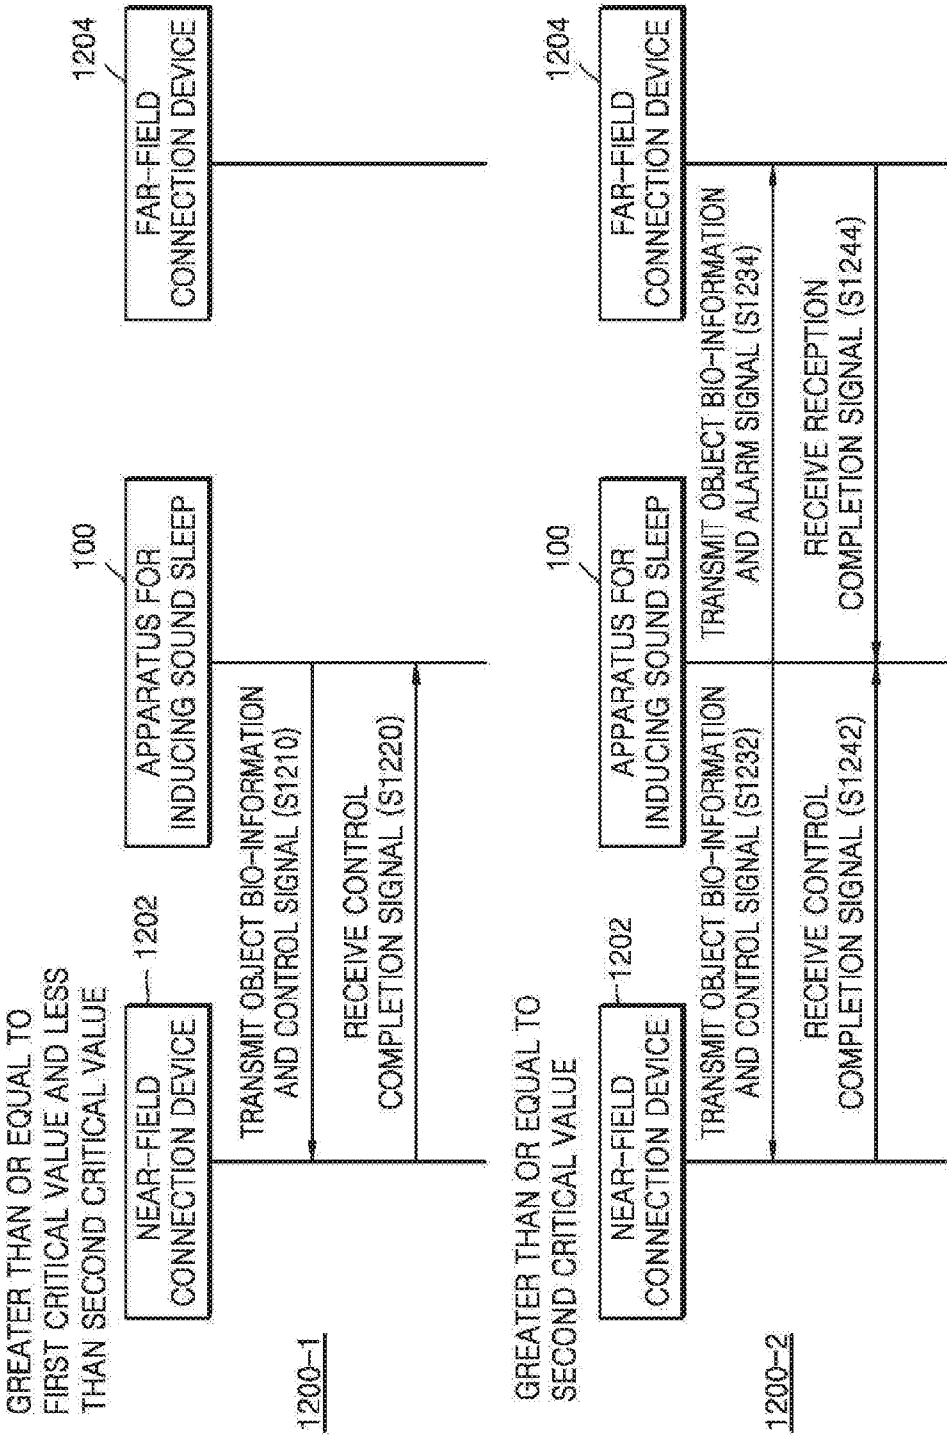 GREATER THAN OR EQUAL TO
FIRST CRITICAL VALUE AND LESS
THAN SECOND CRITICAL VALUE
1200-1
1202
NEAR-FIELD
CONNECTION DEVICE
100
APPARATUS FOR
INDUCING SOUND SLEEP
1204
FAR-FIELD
CONNECTION DEVICE
TRANSMIT OBJECT BIO-INFORMATION
AND CONTROL SIGNAL (S1210)
RECEIVE CONTROL
COMPLETION SIGNAL (S1220)
GREATER THAN OR EQUAL TO
SECOND CRITICAL VALUE
1200-2
1202
NEAR-FIELD
CONNECTION DEVICE
100
APPARATUS FOR
INDUCING SOUND SLEEP
1204
FAR-FIELD
CONNECTION DEVICE
TRANSMIT OBJECT BIO-INFORMATION
AND CONTROL SIGNAL (S1232)
TRANSMIT OBJECT BIO-INFORMATION
AND ALARM SIGNAL (S1234)
RECEIVE CONTROL
COMPLETION SIGNAL (S1242)
RECEIVE RECEPTION
COMPLETION SIGNAL (S1244)